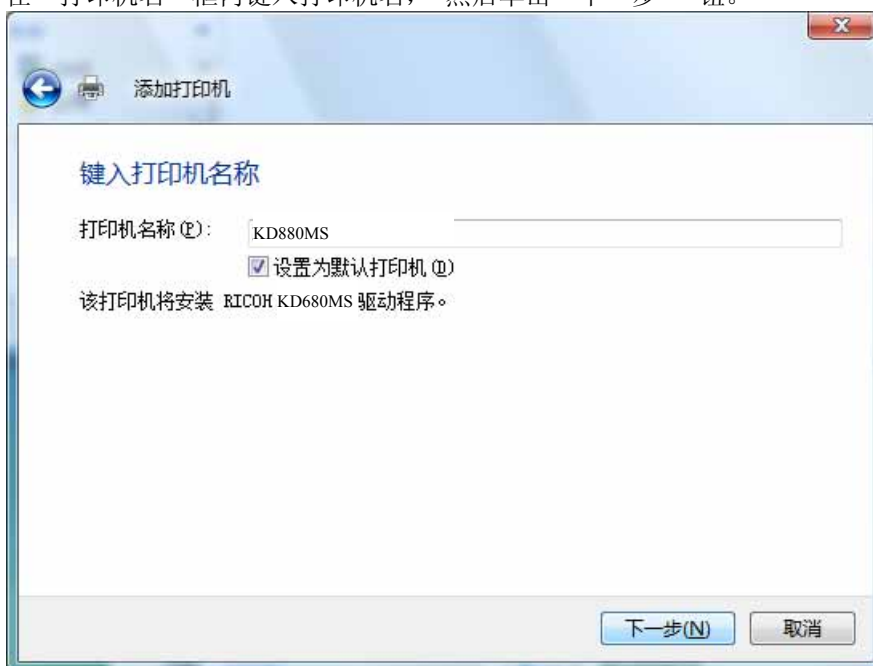 添加打印机
键入打印机名称
打印机名称(P): KD880MS
设置为默认打印机(D)
该打印机将安装 RICOH KD680MS 驱动程序。
下一步(N) 取消